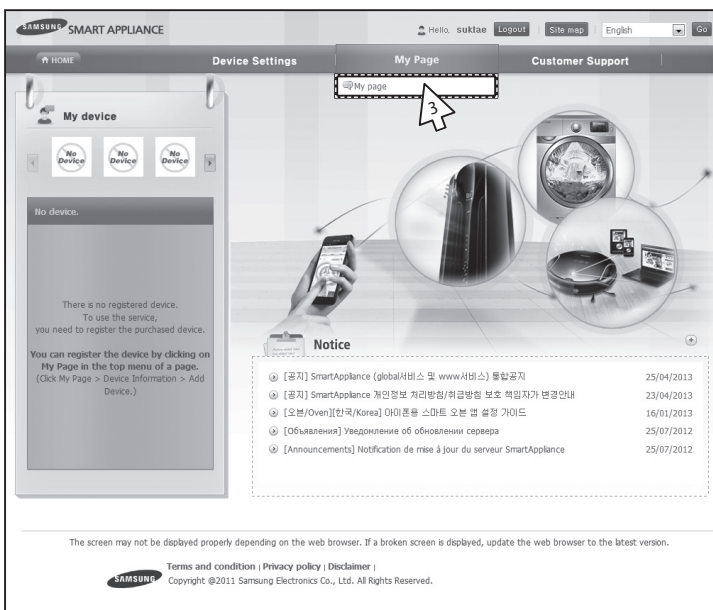 SAMSUNG SMART APPLIANCE
Hello, suktae Logout Site map English Go
HOME Device Settings My Page Customer Support
My page
3
My device
No Device No Device No Device
No device.
There is no registered device.
To use the service,
you need to register the purchased device.
You can register the device by clicking on
My Page in the top menu of a page.
(Click My Page > Device Information > Add
Device.)
Notice
[공지] SmartAppliance (global서비스 및 www서비스) 통합공지 25/04/2013
[공지] SmartAppliance 개인정보 처리방침/취급방침 보호 책임자가 변경안내 23/04/2013
[오븐/Oven][한국/Korea] 아이폰용 스마트 오븐 앱 설정 가이드 16/01/2013
[Объявления] Уведомление об обновлении сервера 25/07/2012
[Announcements] Notification de mise à jour du serveur SmartAppliance 25/07/2012
The screen may not be displayed properly depending on the web browser. If a broken screen is displayed, update the web browser to the latest version.
Terms and condition | Privacy policy | Disclaimer |
SAMSUNG Copyright @2011 Samsung Electronics Co., Ltd. All Rights Reserved.